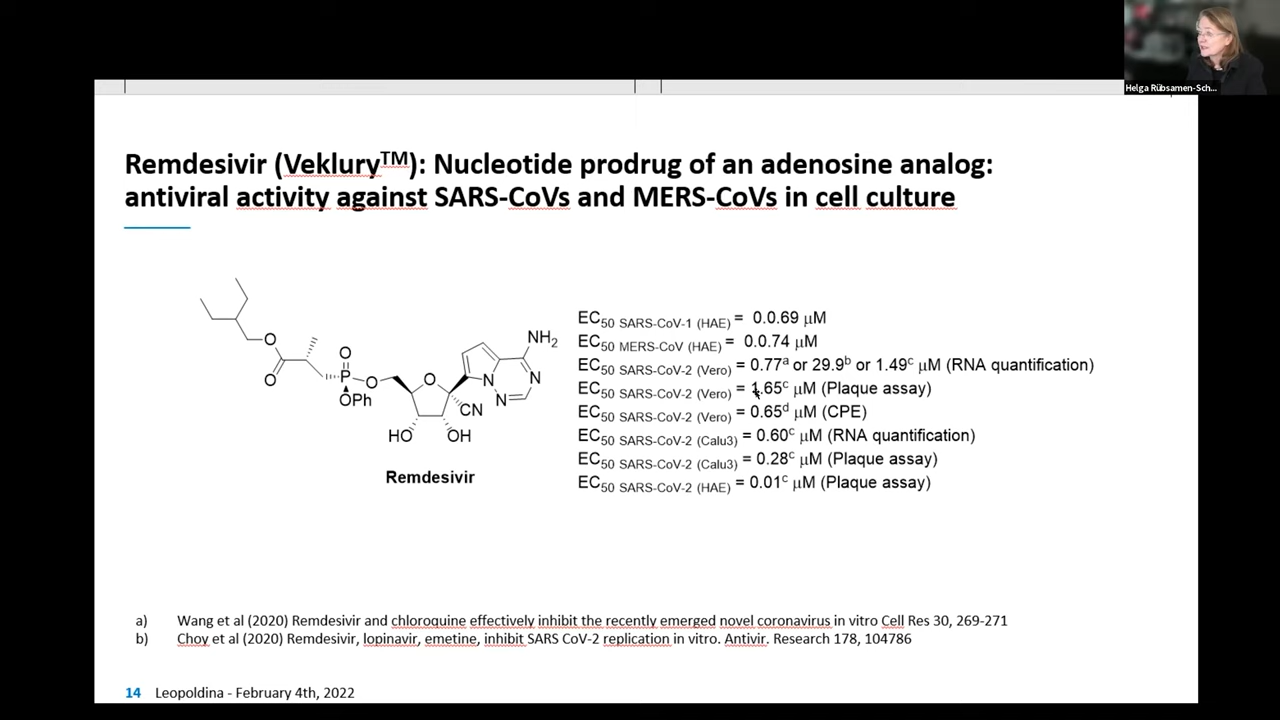 Helga Rübsamen-Sch...
Remdesivir (Veklury™): Nucleotide prodrug of an adenosine analog:
antiviral activity against SARS-CoVs and MERS-CoVs in cell culture
O
O
O
P
O
OPh
O
HO
OH
CN
NH2
N
N
N
Remdesivir
EC50 SARS-CoV-1 (HAE) = 0.0.69 μM
EC50 MERS-CoV (HAE) = 0.0.74 μM
EC50 SARS-CoV-2 (Vero) = 0.77a or 29.9b or 1.49c μM (RNA quantification)
EC50 SARS-CoV-2 (Vero) = 1.65c μM (Plaque assay)
EC50 SARS-CoV-2 (Vero) = 0.65d μM (CPE)
EC50 SARS-CoV-2 (Calu3) = 0.60c μM (RNA quantification)
EC50 SARS-CoV-2 (Calu3) = 0.28c μM (Plaque assay)
EC50 SARS-CoV-2 (HAE) = 0.01c μM (Plaque assay)
a) Wang et al (2020) Remdesivir and chloroquine effectively inhibit the recently emerged novel coronavirus in vitro Cell Res 30, 269-271
b) Choy et al (2020) Remdesivir, lopinavir, emetine, inhibit SARS CoV-2 replication in vitro. Antivir. Research 178, 104786
14 Leopoldina - February 4th, 2022